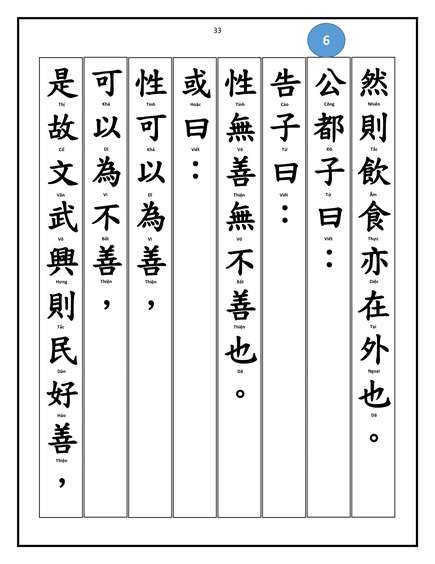 33
6
然則飲食亦在外也。
Nhiên Tắc Ẩm Thực Diệc Tại Ngoại Dã
公都子曰：
Công Đô Tử Viết
告子曰：
Cáo Tử Viết
性無善無不善也。
Tính Vô Thiện Vô Bất Thiện Dã
或曰：
Hoặc Viết
性可以為善，
Tính Khả Dĩ Vi Thiện
可以為不善，
Khả Dĩ Vi Bất Thiện
是故文武興則民好善，
Thị Cố Văn Võ Hưng Tắc Dân Háo Thiện